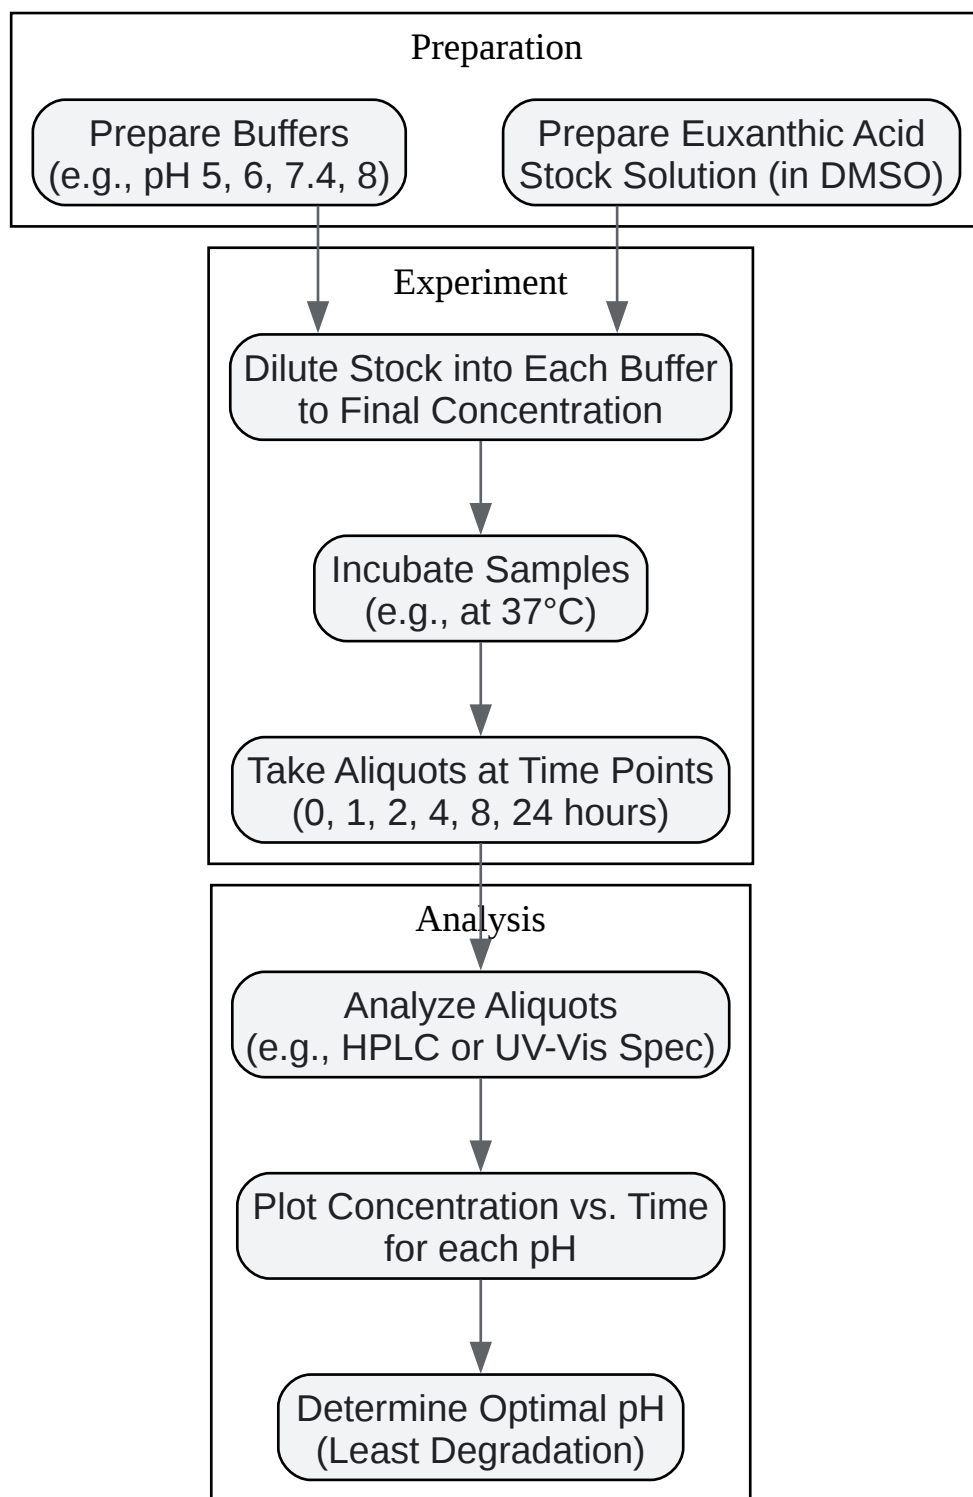 Preparation
Prepare Buffers
(e.g., pH 5, 6, 7.4, 8)
Prepare Euxanthic Acid
Stock Solution (in DMSO)
Experiment
Dilute Stock into Each Buffer
to Final Concentration
Incubate Samples
(e.g., at 37°C)
Take Aliquots at Time Points
(0, 1, 2, 4, 8, 24 hours)
Analysis
Analyze Aliquots
(e.g., HPLC or UV-Vis Spec)
Plot Concentration vs. Time
for each pH
Determine Optimal pH
(Least Degradation)